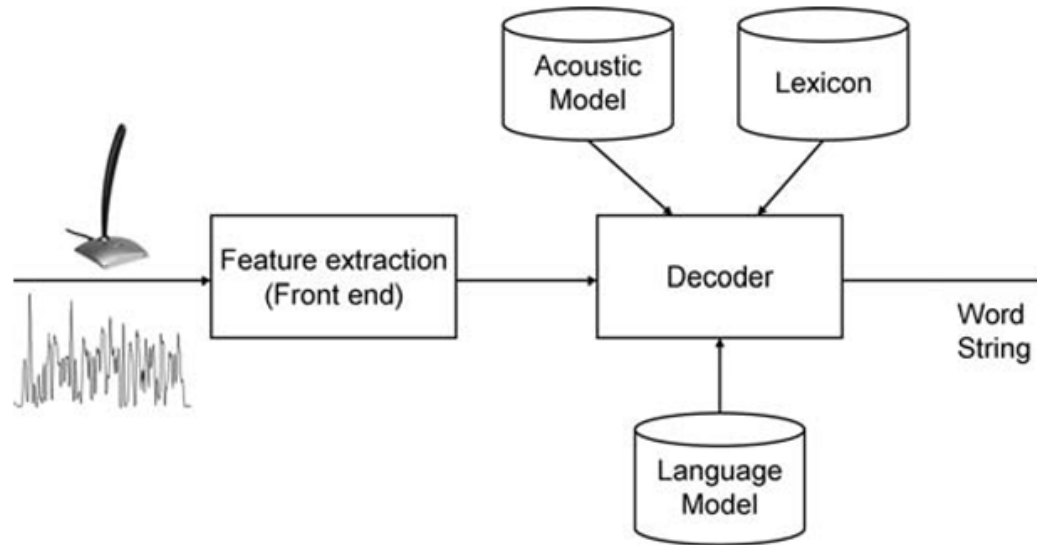 Acoustic
Model
Lexicon
Feature extraction
(Front end)
Decoder
Word
String
Language
Model